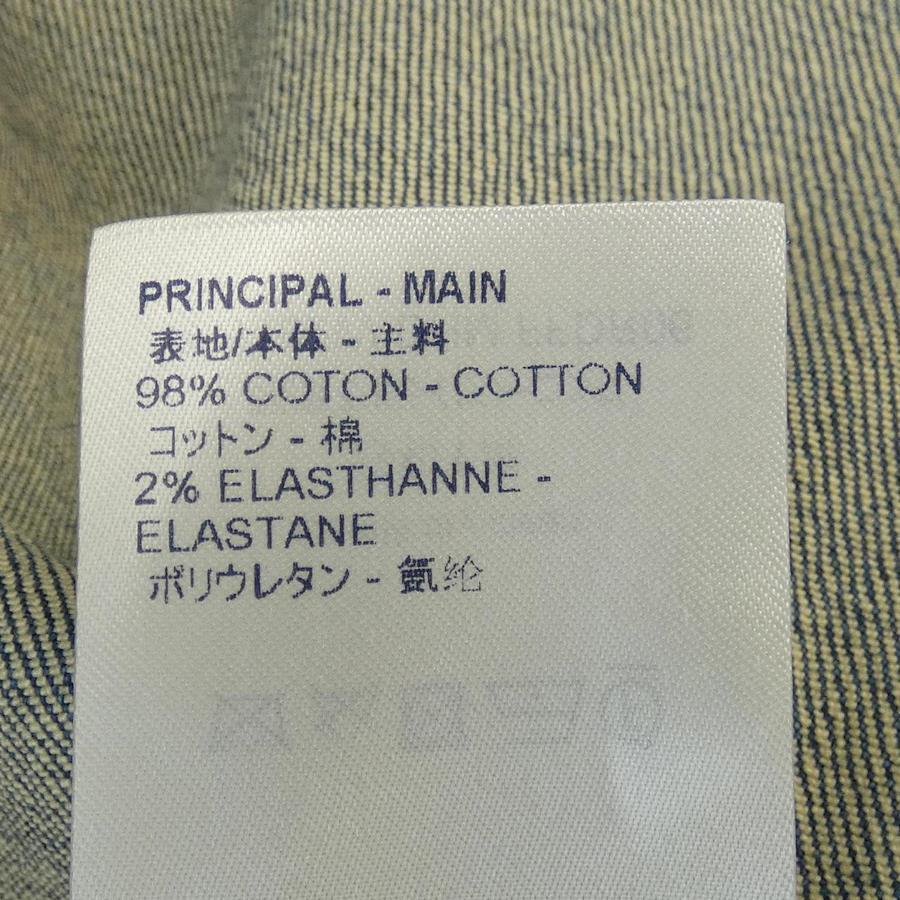 PRINCIPAL - MAIN
表地/本体 - 主料
98% COTON - COTTON
コットン - 棉
2% ELASTHANNE -
ELASTANE
ポリウレタン - 氨纶